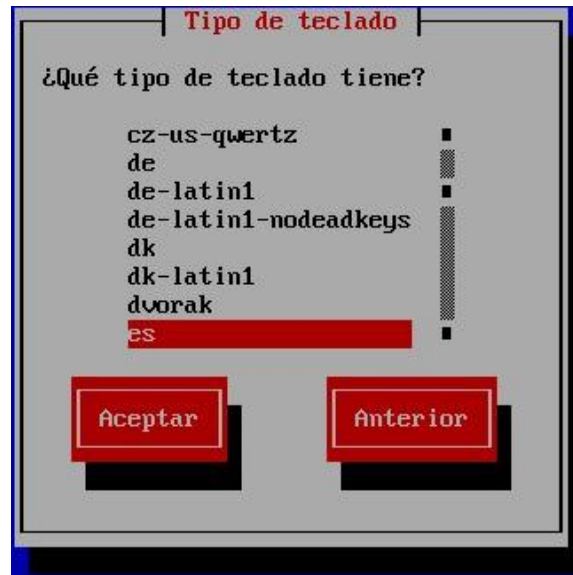 Tipo de teclado
¿Qué tipo de teclado tiene?
cz-us-qwertz
de
de-latin1
de-latin1-nodeadkeys
dk
dk-latin1
dvorak
es
Aceptar Anterior